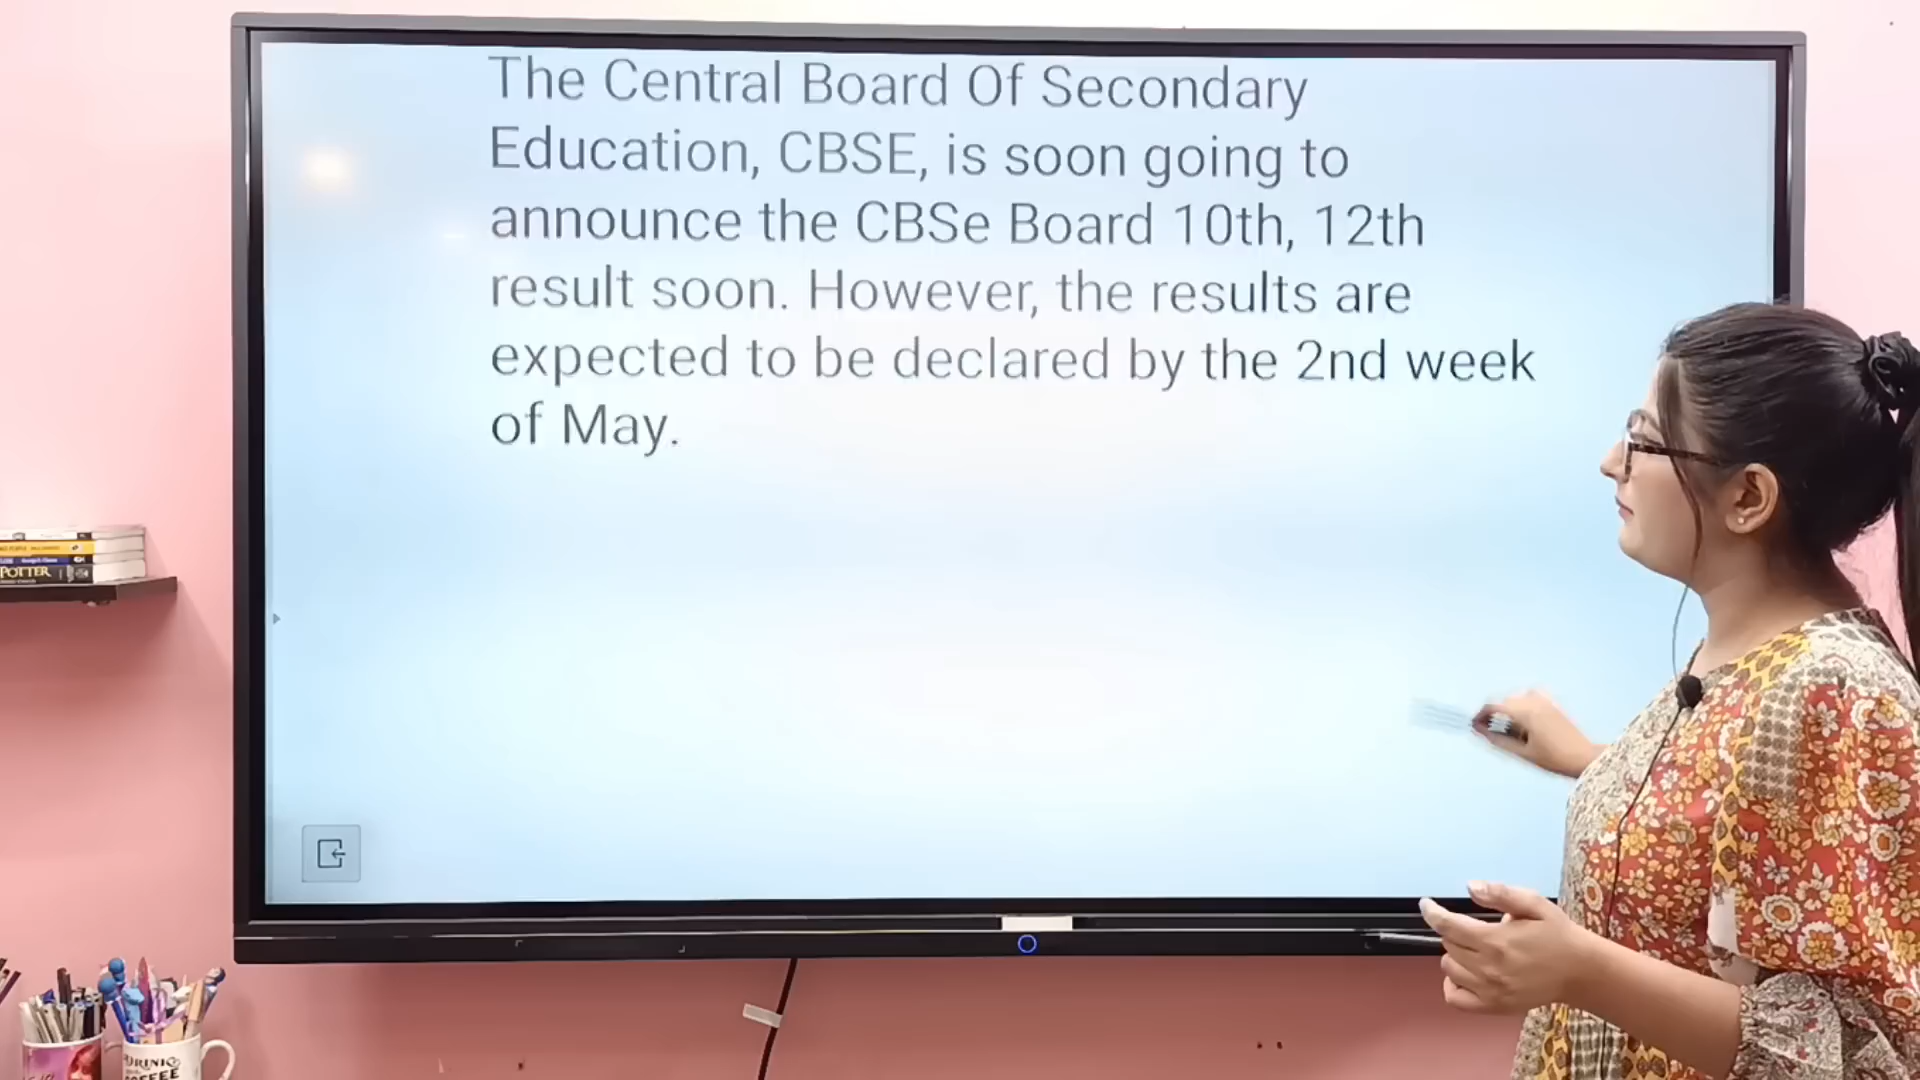 The Central Board Of Secondary
Education, CBSE, is soon going to
announce the CBSe Board 10th, 12th
result soon. However, the results are
expected to be declared by the 2nd week
of May.
POTTER